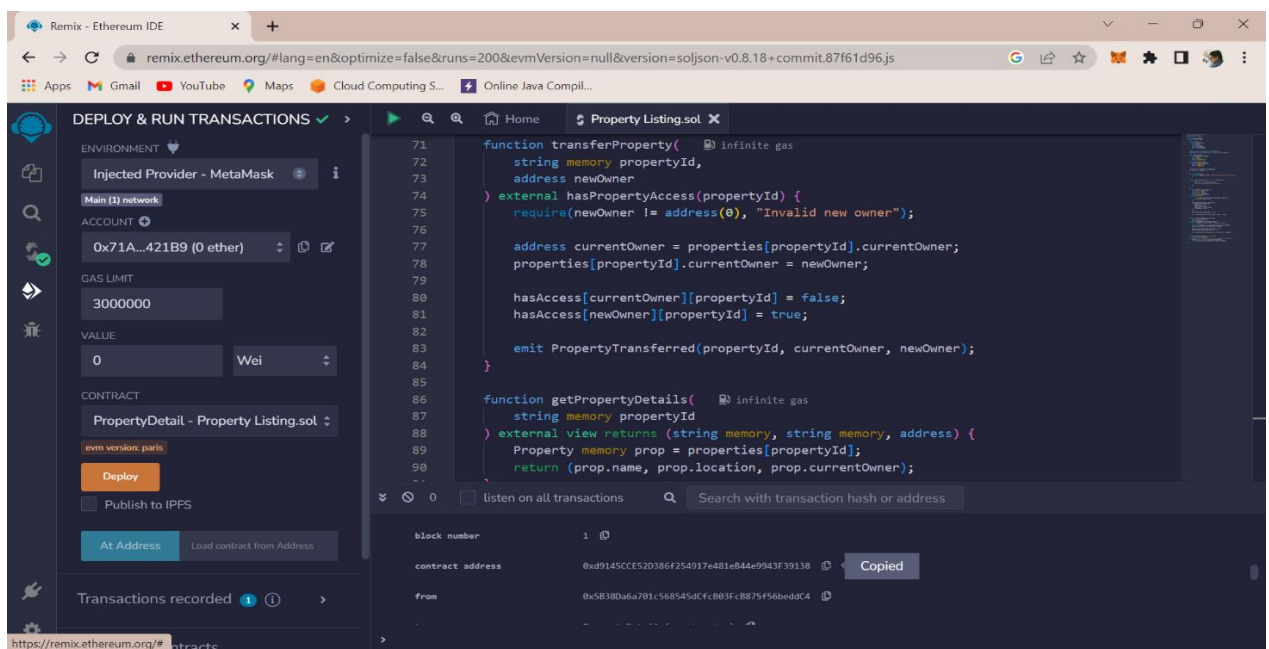 Remix - Ethereum IDE
remix.ethereum.org/#lang=en&optimize=false&runs=200&evmVersion=null&version=soljson-v0.8.18+commit.87f61d96.js
Apps Gmail YouTube Maps Cloud Computing S... Online Java Compil...
DEPLOY & RUN TRANSACTIONS
ENVIRONMENT
Injected Provider - MetaMask
Main (1) network
ACCOUNT
0x71A...421B9 (0 ether)
GAS LIMIT
3000000
VALUE
0 Wei
CONTRACT
PropertyDetail - Property Listing.sol
evm version: paris
Deploy
Publish to IPFS
At Address Load contract from Address
Transactions recorded 1
https://remix.ethereum.org/#
Home Property Listing.sol
71 function transferProperty( infinite gas
72 string memory propertyId,
73 address newOwner
74 ) external hasPropertyAccess(propertyId) {
75 require(newOwner != address(0), "Invalid new owner");
76
77 address currentOwner = properties[propertyId].currentOwner;
78 properties[propertyId].currentOwner = newOwner;
79
80 hasAccess[currentOwner][propertyId] = false;
81 hasAccess[newOwner][propertyId] = true;
82
83 emit PropertyTransferred(propertyId, currentOwner, newOwner);
84 }
85
86 function getPropertyDetails( infinite gas
87 string memory propertyId
88 ) external view returns (string memory, string memory, address) {
89 Property memory prop = properties[propertyId];
90 return (prop.name, prop.location, prop.currentOwner);
0 listen on all transactions Search with transaction hash or address
block number 1
contract address 0xd9145CCE52D386f254917e481eB44e9943F39138 Copied
from 0x5B38Da6a701c568545dCfcB03FcB875f56beddC4
>